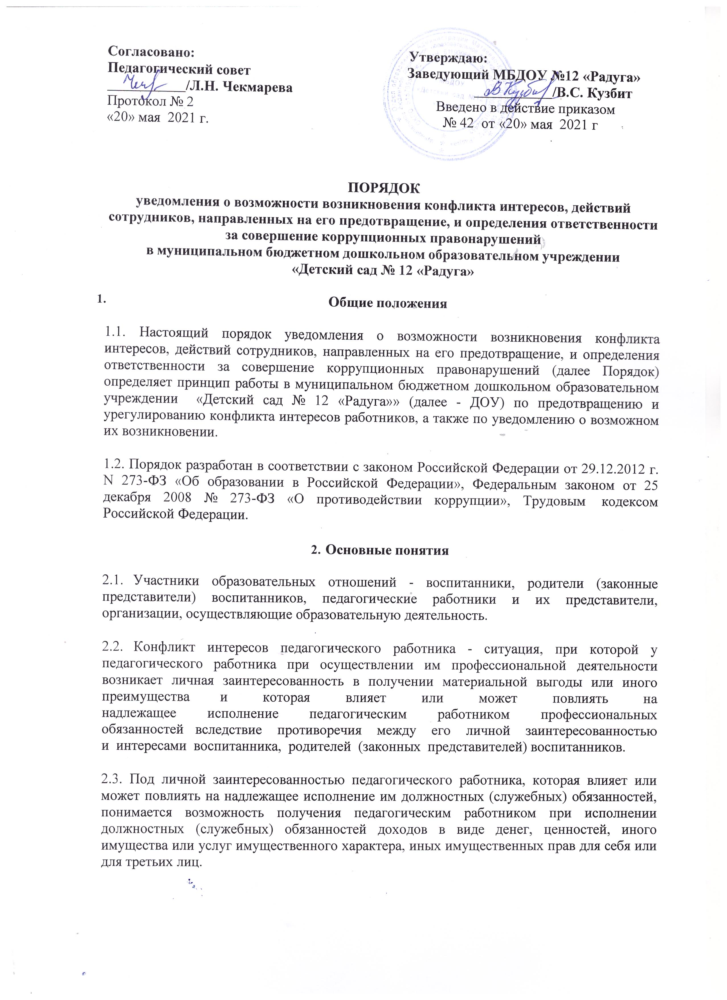 Согласовано:
Педагогический совет
___________/Л.Н. Чекмарева
Протокол № 2
«20» мая 2021 г.
Утверждаю:
Заведующий МБДОУ №12 «Радуга»
___________/В.С. Кузбит
Введено в действие приказом
№ 42 от «20» мая 2021 г
МБДОУ
«Детский сад №12
ПОРЯДОК
уведомления о возможности возникновения конфликта интересов, действий
сотрудников, направленных на его предотвращение, и определения ответственности
за совершение коррупционных правонарушений
в муниципальном бюджетном дошкольном образовательном учреждении
«Детский сад № 12 «Радуга»
1. Общие положения
1.1. Настоящий порядок уведомления о возможности возникновения конфликта
интересов, действий сотрудников, направленных на его предотвращение, и определения
ответственности за совершение коррупционных правонарушений (далее Порядок)
определяет принцип работы в муниципальном бюджетном дошкольном образовательном
учреждении «Детский сад № 12 «Радуга»» (далее - ДОУ) по предотвращению и
урегулированию конфликта интересов работников, а также по уведомлению о возможном
их возникновении.
1.2. Порядок разработан в соответствии с законом Российской Федерации от 29.12.2012 г.
N 273-ФЗ «Об образовании в Российской Федерации», Федеральным законом от 25
декабря 2008 № 273-ФЗ «О противодействии коррупции», Трудовым кодексом
Российской Федерации.
2. Основные понятия
2.1. Участники образовательных отношений - воспитанники, родители (законные
представители) воспитанников, педагогические работники и их представители,
организации, осуществляющие образовательную деятельность.
2.2. Конфликт интересов педагогического работника - ситуация, при которой у
педагогического работника при осуществлении им профессиональной деятельности
возникает личная заинтересованность в получении материальной выгоды или иного
преимущества и которая влияет или может повлиять на
надлежащее исполнение педагогическим работником профессиональных
обязанностей вследствие противоречия между его личной заинтересованностью
и интересами воспитанника, родителей (законных представителей) воспитанников.
2.3. Под личной заинтересованностью педагогического работника, которая влияет или
может повлиять на надлежащее исполнение им должностных (служебных) обязанностей,
понимается возможность получения педагогическим работником при исполнении
должностных (служебных) обязанностей доходов в виде денег, ценностей, иного
имущества или услуг имущественного характера, иных имущественных прав для себя или
для третьих лиц.